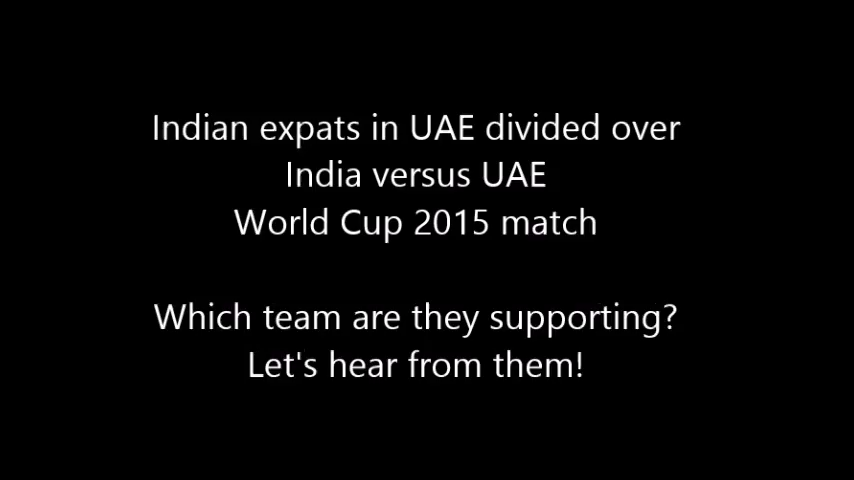 Indian expats in UAE divided over
India versus UAE
World Cup 2015 match
Which team are they supporting?
Let's hear from them!